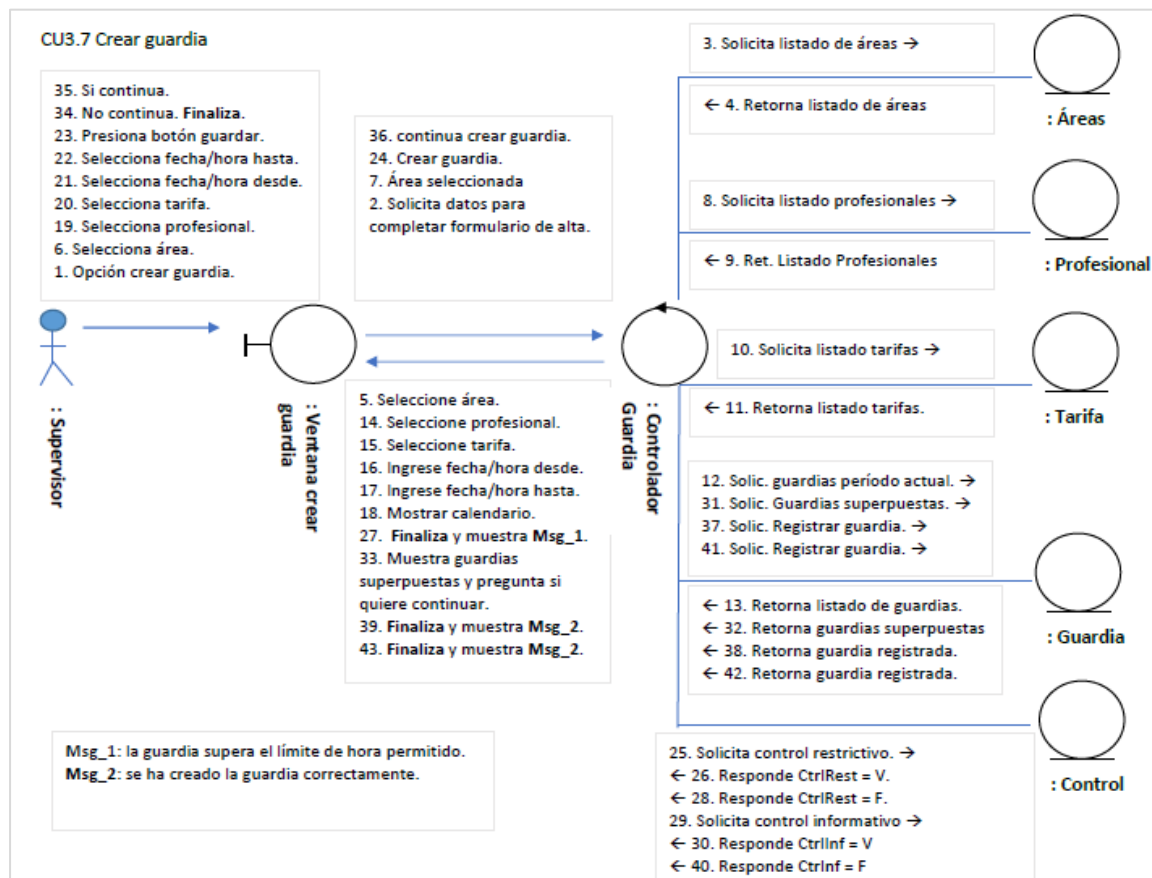 CU3.7 Crear guardia
35. Si continua.
34. No continua. Finaliza.
23. Presiona botón guardar.
22. Selecciona fecha/hora hasta.
21. Selecciona fecha/hora desde.
20. Selecciona tarifa.
19. Selecciona profesional.
6. Selecciona área.
1. Opción crear guardia.
36. continua crear guardia.
24. Crear guardia.
7. Área seleccionada
2. Solicita datos para
completar formulario de alta.
3. Solicita listado de áreas →
← 4. Retorna listado de áreas
: Áreas
8. Solicita listado profesionales →
← 9. Ret. Listado Profesionales
: Profesional
10. Solicita listado tarifas →
← 11. Retorna listado tarifas.
: Tarifa
: Supervisor
: Ventana crear
guardia
: Controlador
Guardia
5. Seleccione área.
14. Seleccione profesional.
15. Seleccione tarifa.
16. Ingrese fecha/hora desde.
17. Ingrese fecha/hora hasta.
18. Mostrar calendario.
27. Finaliza y muestra Msg_1.
33. Muestra guardias
superpuestas y pregunta si
quiere continuar.
39. Finaliza y muestra Msg_2.
43. Finaliza y muestra Msg_2.
12. Solic. guardias período actual. →
31. Solic. Guardias superpuestas. →
37. Solic. Registrar guardia. →
41. Solic. Registrar guardia. →
← 13. Retorna listado de guardias.
← 32. Retorna guardias superpuestas
← 38. Retorna guardia registrada.
← 42. Retorna guardia registrada.
: Guardia
Msg_1: la guardia supera el límite de hora permitido.
Msg_2: se ha creado la guardia correctamente.
25. Solicita control restrictivo. →
← 26. Responde CtrlRest = V.
← 28. Responde CtrlRest = F.
29. Solicita control informativo →
← 30. Responde CtrlInf = V
← 40. Responde CtrInf = F
: Control